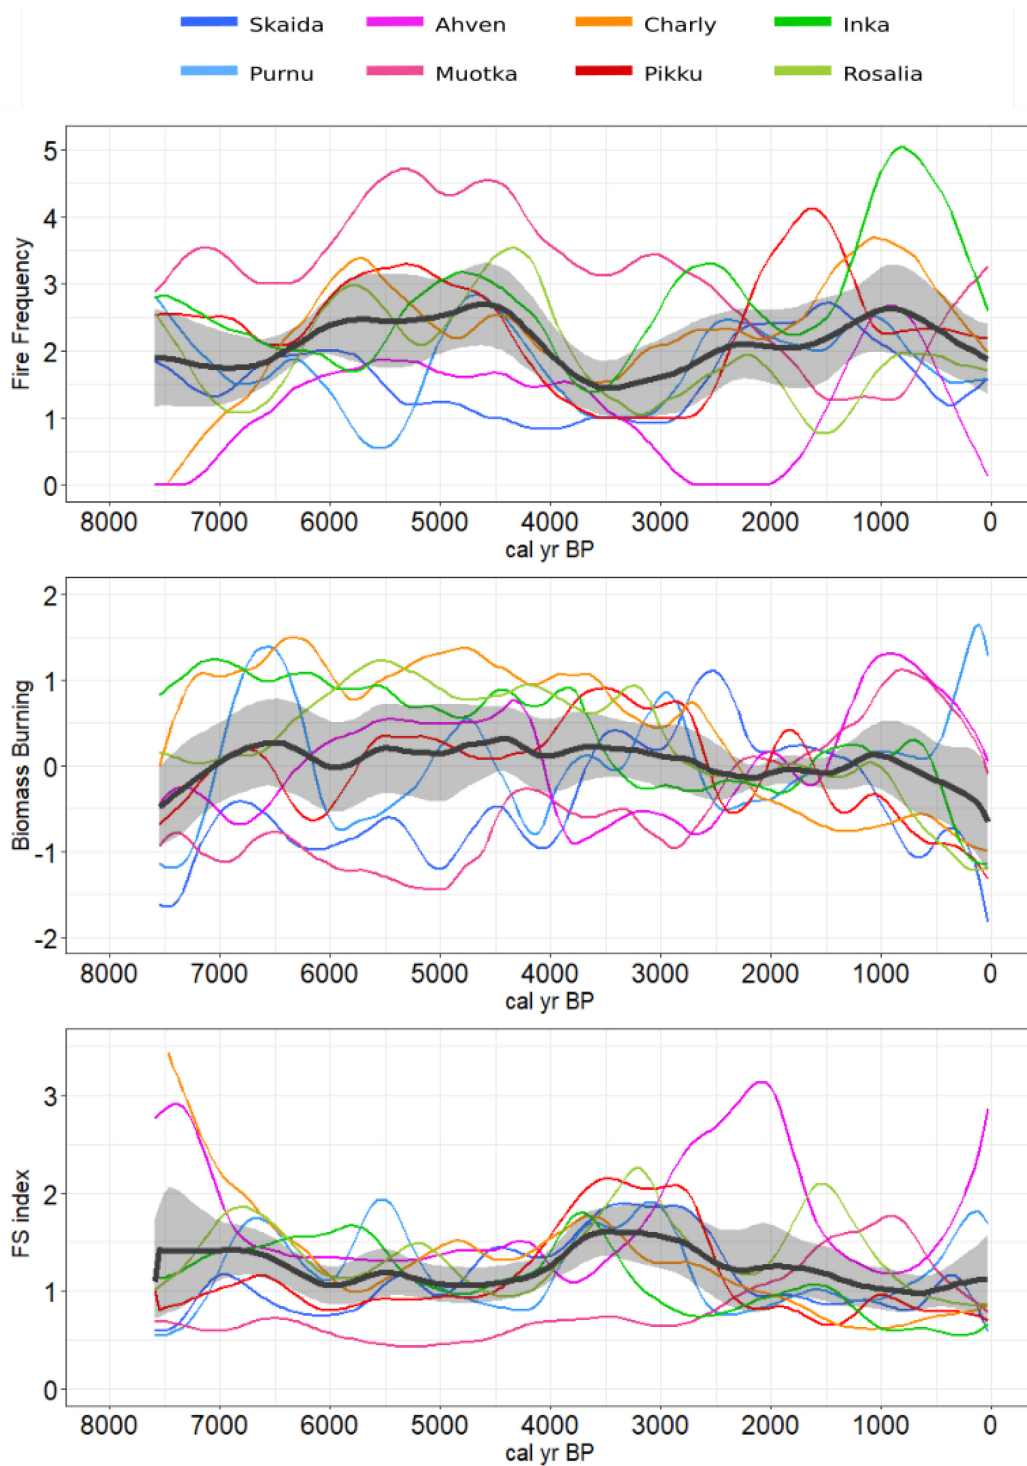 Skaida Ahven Charly Inka
Purnu Muotka Pikku Rosalia
5
4
3
2
1
0
Fire Frequency
8000 7000 6000 5000 4000 3000 2000 1000 0
cal yr BP
2
1
0
-1
-2
Biomass Burning
8000 7000 6000 5000 4000 3000 2000 1000 0
cal yr BP
3
2
1
0
FS index
8000 7000 6000 5000 4000 3000 2000 1000 0
cal yr BP